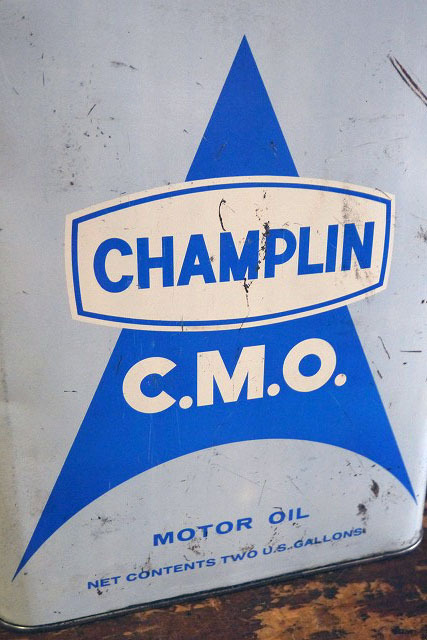 CHAMPLIN
C.M.O.
MOTOR OIL
NET CONTENTS TWO U.S. GALLONS